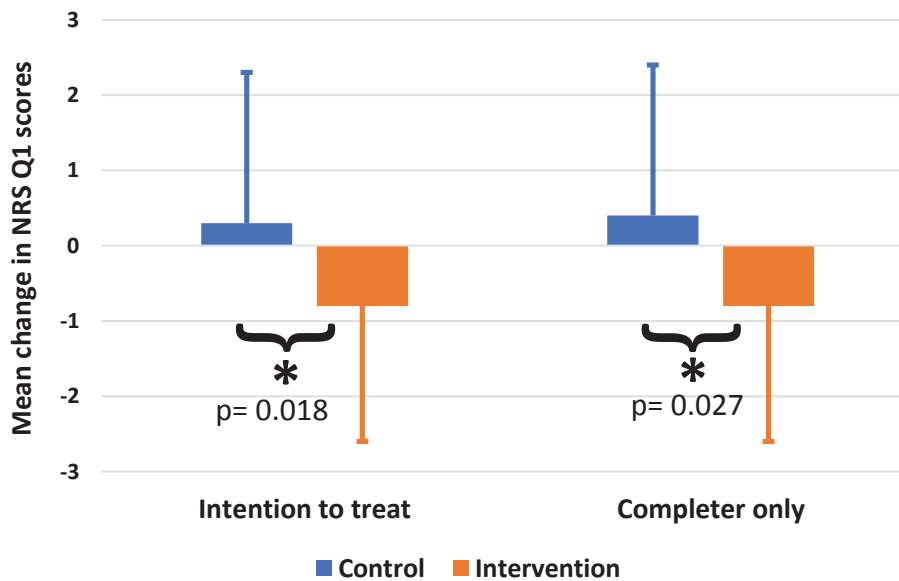 Mean change in NRS Q1 scores
3
2
1
0
-1
-2
-3
*
p= 0.018
*
p= 0.027
Intention to treat
Completer only
Control
Intervention